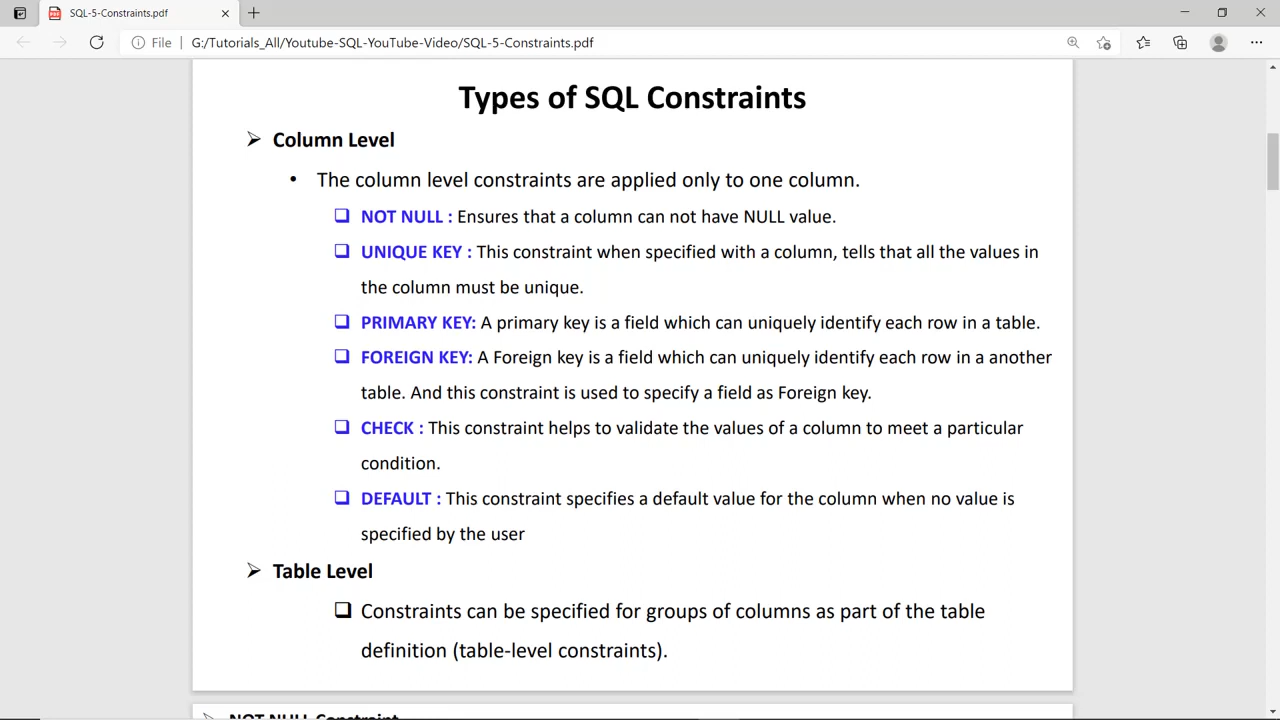 SQL-5-Constraints.pdf
File
G:/Tutorials_All/Youtube-SQL-YouTube-Video/SQL-5-Constraints.pdf
Types of SQL Constraints
Column Level
The column level constraints are applied only to one column.
NOT NULL : Ensures that a column can not have NULL value.
UNIQUE KEY : This constraint when specified with a column, tells that all the values in
the column must be unique.
PRIMARY KEY: A primary key is a field which can uniquely identify each row in a table.
FOREIGN KEY: A Foreign key is a field which can uniquely identify each row in a another
table. And this constraint is used to specify a field as Foreign key.
CHECK : This constraint helps to validate the values of a column to meet a particular
condition.
DEFAULT : This constraint specifies a default value for the column when no value is
specified by the user
Table Level
Constraints can be specified for groups of columns as part of the table
definition (table-level constraints).
NOT NULL Constraint